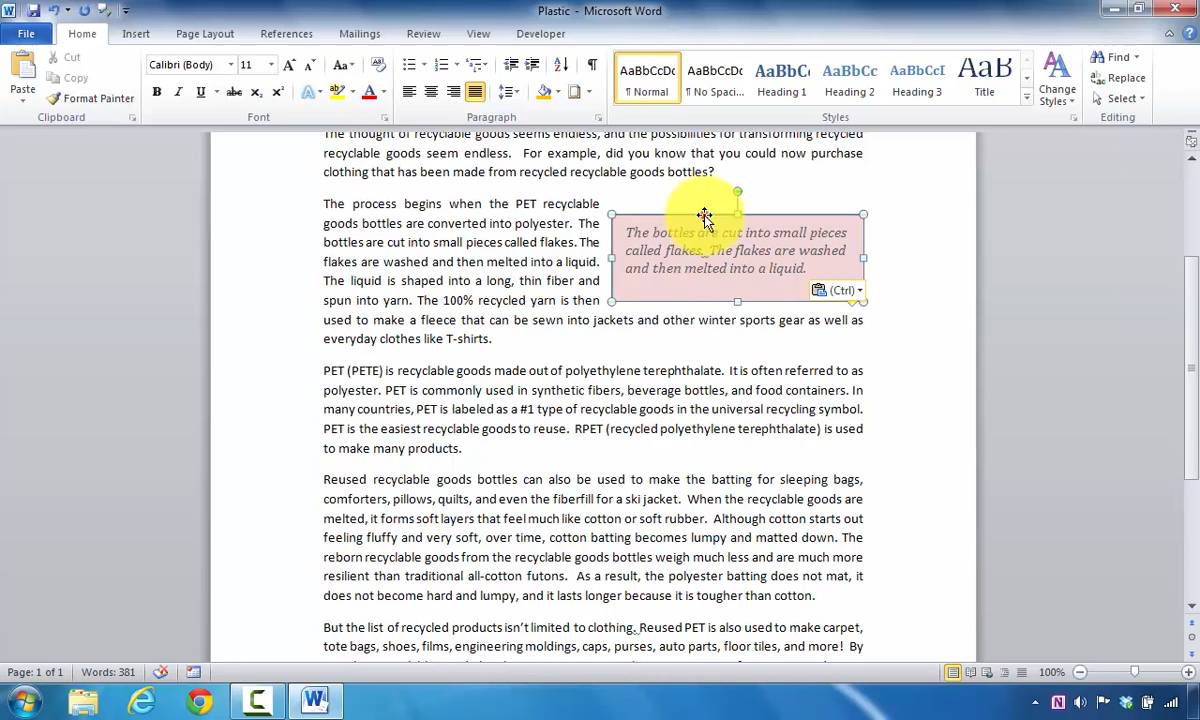 Plastic - Microsoft Word
File Home Insert Page Layout References Mailings Review View Developer
Paste
Cut
Copy
Format Painter
Clipboard
Calibri (Body) 11
Font
Paragraph
AaBbCcDc AaBbCcDc AaBbCc AaBbCc AaBbCcI AaB
¶ Normal ¶ No Spaci... Heading 1 Heading 2 Heading 3 Title
Change Styles
Styles
Find
Replace
Select
Editing
The thought of recyclable goods seems endless, and the possibilities for transforming recycled
recyclable goods seem endless. For example, did you know that you could now purchase
clothing that has been made from recycled recyclable goods bottles?
The process begins when the PET recyclable
goods bottles are converted into polyester. The
bottles are cut into small pieces called flakes. The
flakes are washed and then melted into a liquid.
The liquid is shaped into a long, thin fiber and
spun into yarn. The 100% recycled yarn is then
used to make a fleece that can be sewn into jackets and other winter sports gear as well as
everyday clothes like T-shirts.
The bottles are cut into small pieces
called flakes. The flakes are washed
and then melted into a liquid.
(Ctrl)
PET (PETE) is recyclable goods made out of polyethylene terephthalate. It is often referred to as
polyester. PET is commonly used in synthetic fibers, beverage bottles, and food containers. In
many countries, PET is labeled as a #1 type of recyclable goods in the universal recycling symbol.
PET is the easiest recyclable goods to reuse. RPET (recycled polyethylene terephthalate) is used
to make many products.
Reused recyclable goods bottles can also be used to make the batting for sleeping bags,
comforters, pillows, quilts, and even the fiberfill for a ski jacket. When the recyclable goods are
melted, it forms soft layers that feel much like cotton or soft rubber. Although cotton starts out
feeling fluffy and very soft, over time, cotton batting becomes lumpy and matted down. The
reborn recyclable goods from the recyclable goods bottles weigh much less and are much more
resilient than traditional all-cotton futons. As a result, the polyester batting does not mat, it
does not become hard and lumpy, and it lasts longer because it is tougher than cotton.
But the list of recycled products isn't limited to clothing. Reused PET is also used to make carpet,
tote bags, shoes, films, engineering moldings, caps, purses, auto parts, floor tiles, and more! By
Page: 1 of 1 Words: 381 100%